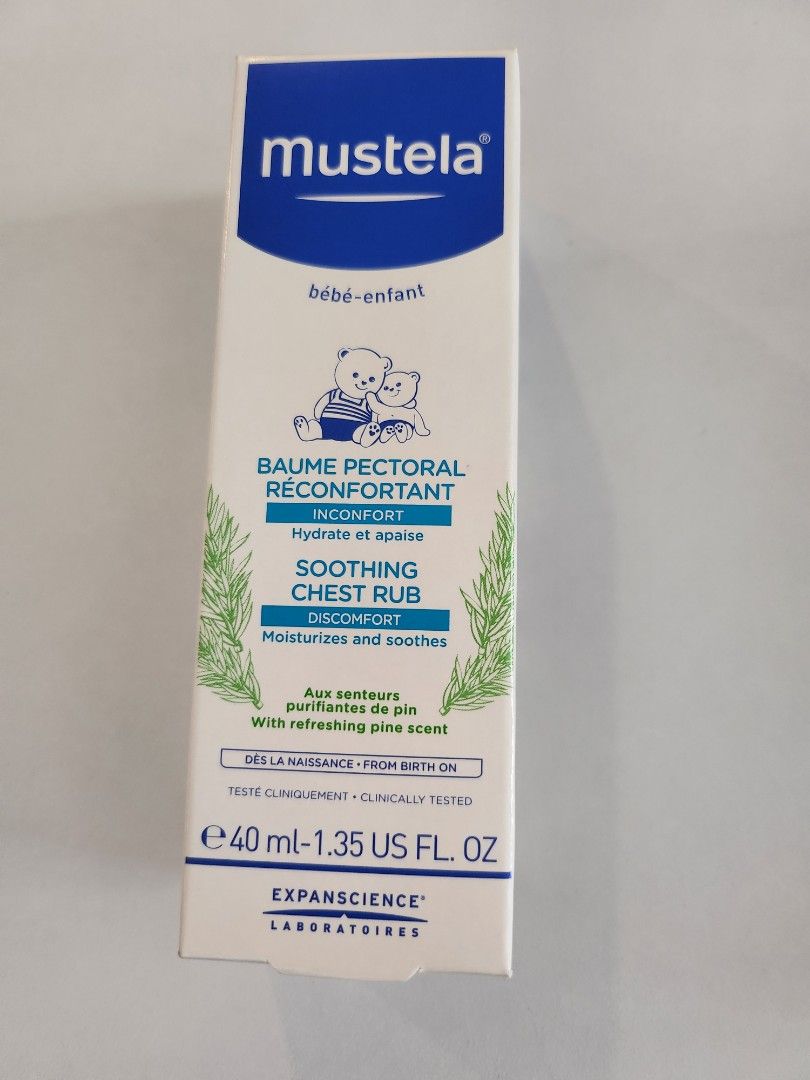 mustela®
bébé-enfant
BAUME PECTORAL
RÉCONFORTANT
INCONFORT
Hydrate et apaise
SOOTHING
CHEST RUB
DISCOMFORT
Moisturizes and soothes
Aux senteurs
purifiantes de pin
With refreshing pine scent
DÈS LA NAISSANCE • FROM BIRTH ON
TESTÉ CLINIQUEMENT • CLINICALLY TESTED
℮ 40 ml-1.35 US FL. OZ
EXPANSCIENCE®
LABORATOIRES